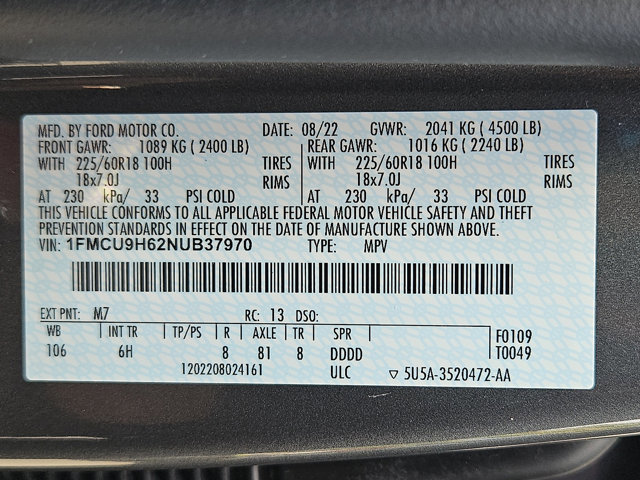 MFD. BY FORD MOTOR CO. DATE: 08/22 GVWR: 2041 KG ( 4500 LB)
FRONT GAWR: 1089 KG ( 2400 LB) REAR GAWR: 1016 KG ( 2240 LB)
WITH 225/60R18 100H TIRES WITH 225/60R18 100H TIRES
18x7.0J RIMS 18x7.0J RIMS
AT 230 kPa/ 33 PSI COLD AT 230 kPa/ 33 PSI COLD
THIS VEHICLE CONFORMS TO ALL APPLICABLE FEDERAL MOTOR VEHICLE SAFETY AND THEFT
PREVENTION STANDARDS IN EFFECT ON THE DATE OF MANUFACTURE SHOWN ABOVE.
VIN: 1FMCU9H62NUB37970 TYPE: MPV
EXT PNT: M7 RC: 13 DSO:
WB INT TR TP/PS R AXLE TR SPR F0109
106 6H 8 81 8 DDDD T0049
1202208024161 ULC ▽ 5U5A-3520472-AA